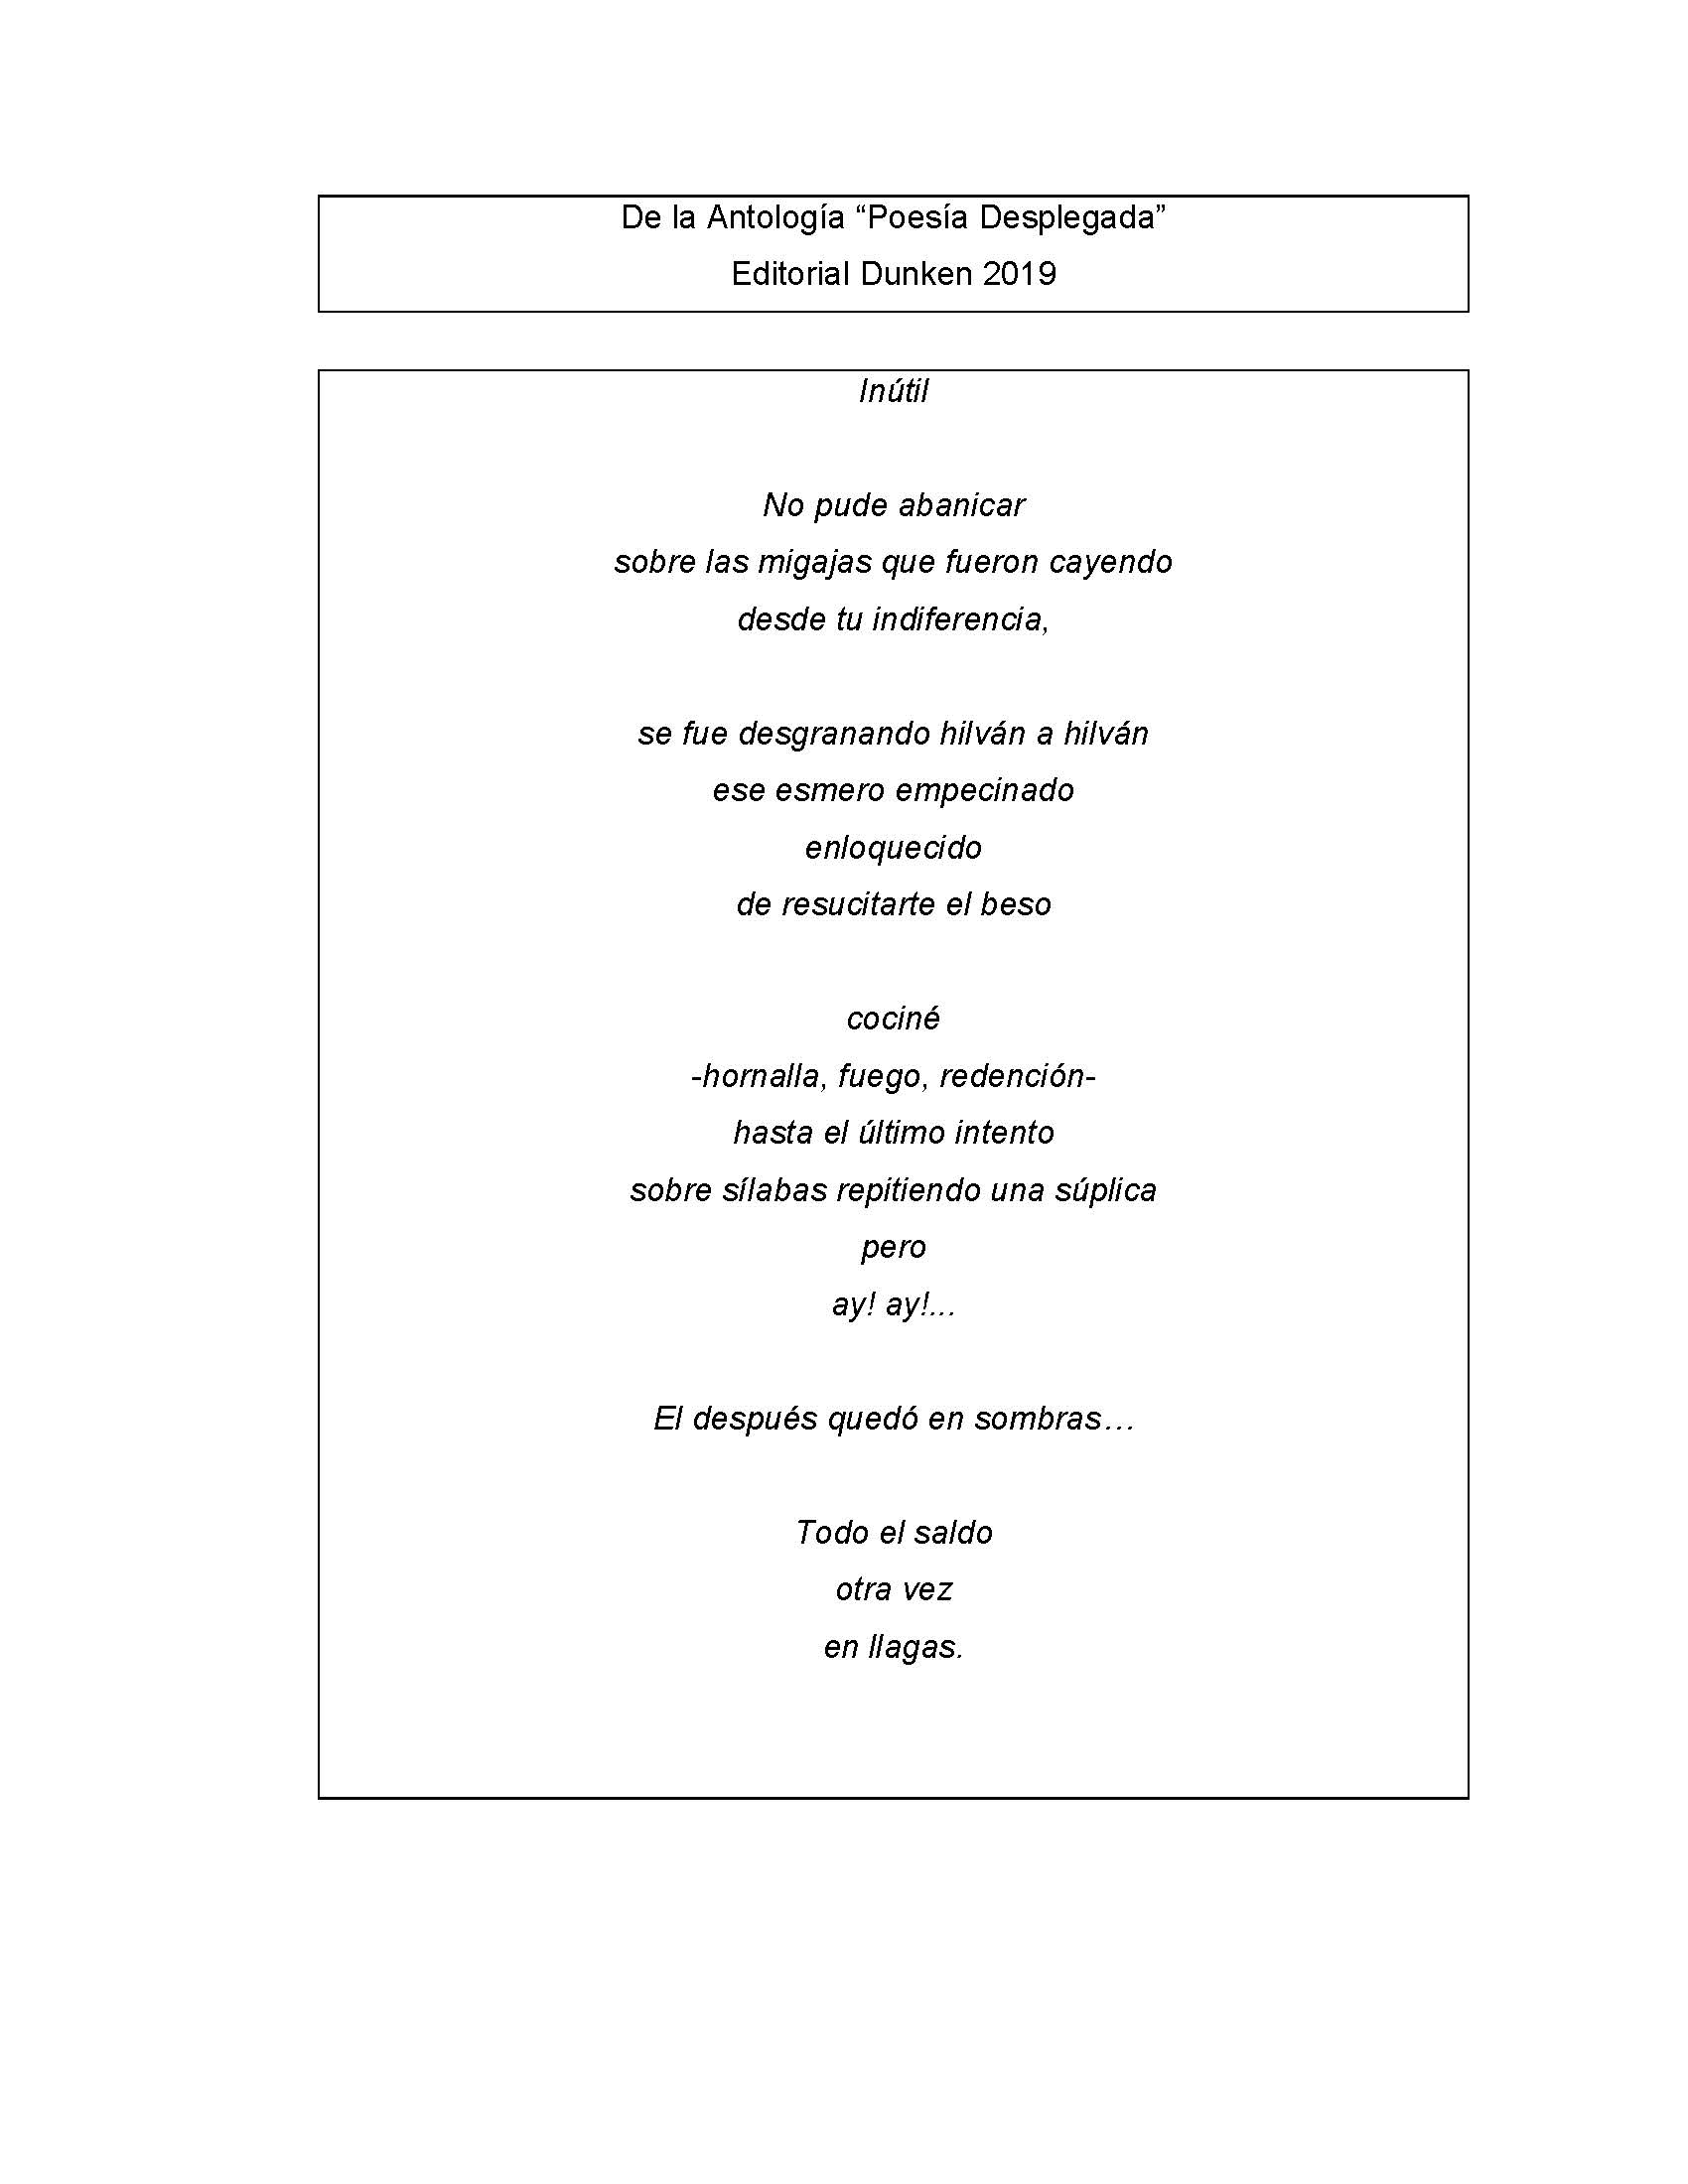 De la Antología “Poesía Desplegada”
Editorial Dunken 2019
Inútil
No pude abanicar
sobre las migajas que fueron cayendo
desde tu indiferencia,
se fue desgranando hilván a hilván
ese esmero empecinado
enloquecido
de resucitarte el beso
cociné
-hornalla, fuego, redención-
hasta el último intento
sobre sílabas repitiendo una súplica
pero
ay! ay!...
El después quedó en sombras…
Todo el saldo
otra vez
en llagas.